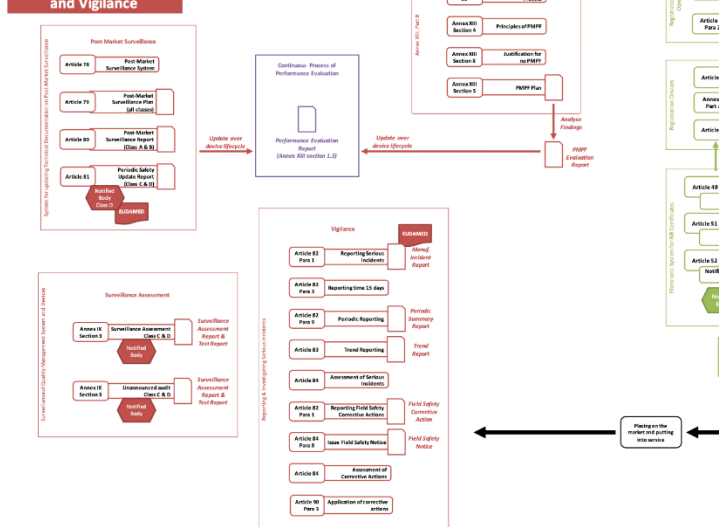 and Vigilance
System for updating Technical Documentation on Post-Market Surveillance
Post-Market Surveillance
Article 78
Post-Market
Surveillance System
Article 79
Post-Market
Surveillance Plan
(all classes)
Article 80
Post-Market
Surveillance Report
(Class A & B)
Article 81
Periodic Safety
Update Report
(Class C & D)
Notified
Body
Class D
EUDAMED
Update over
device lifecycle
Continuous Process of
Performance Evaluation
Performance Evaluation
Report
(Annex XIII section 1.3)
Update over
device lifecycle
Annex XIII, Part B
Annex XIII
Section 4
Principles of PMPF
Annex XIII
Section 8
Justification for
no PMPF
Annex XIII
Section 5
PMPF Plan
Analyse
Findings
PMPF
Evaluation
Report
Surveillance of Quality Management System and Devices
Surveillance Assessment
Annex IX
Section 3
Surveillance Assessment
Class C & D
Notified
Body
Surveillance
Assessment
Report &
Test Report
Annex IX
Section 3
Unannounced audit
Class C & D
Notified
Body
Surveillance
Assessment
Report &
Test Report
Reporting & Investigating Serious Incidents
Vigilance
EUDAMED
Article 82
Para 1
Reporting Serious
Incidents
Manuf.
Incident
Report
Article 82
Para 3
Reporting time 15 days
Article 82
Para 9
Periodic Reporting
Periodic
Summary
Report
Article 83
Trend Reporting
Trend
Report
Article 84
Assessment of Serious
Incidents
Article 82
Para 1
Reporting Field Safety
Corrective Actions
Field Safety
Corrective
Action
Article 84
Para 8
Issue Field Safety Notice
Field Safety
Notice
Article 84
Assessment of
Corrective Actions
Article 90
Para 3
Application of corrective
actions
Placing on the
market and putting
into service
Article
Para 2
Registration Devices
Article
Annex
Part
Article
Electronic System for NB Certificates
Article 49
Article 51
Article 52